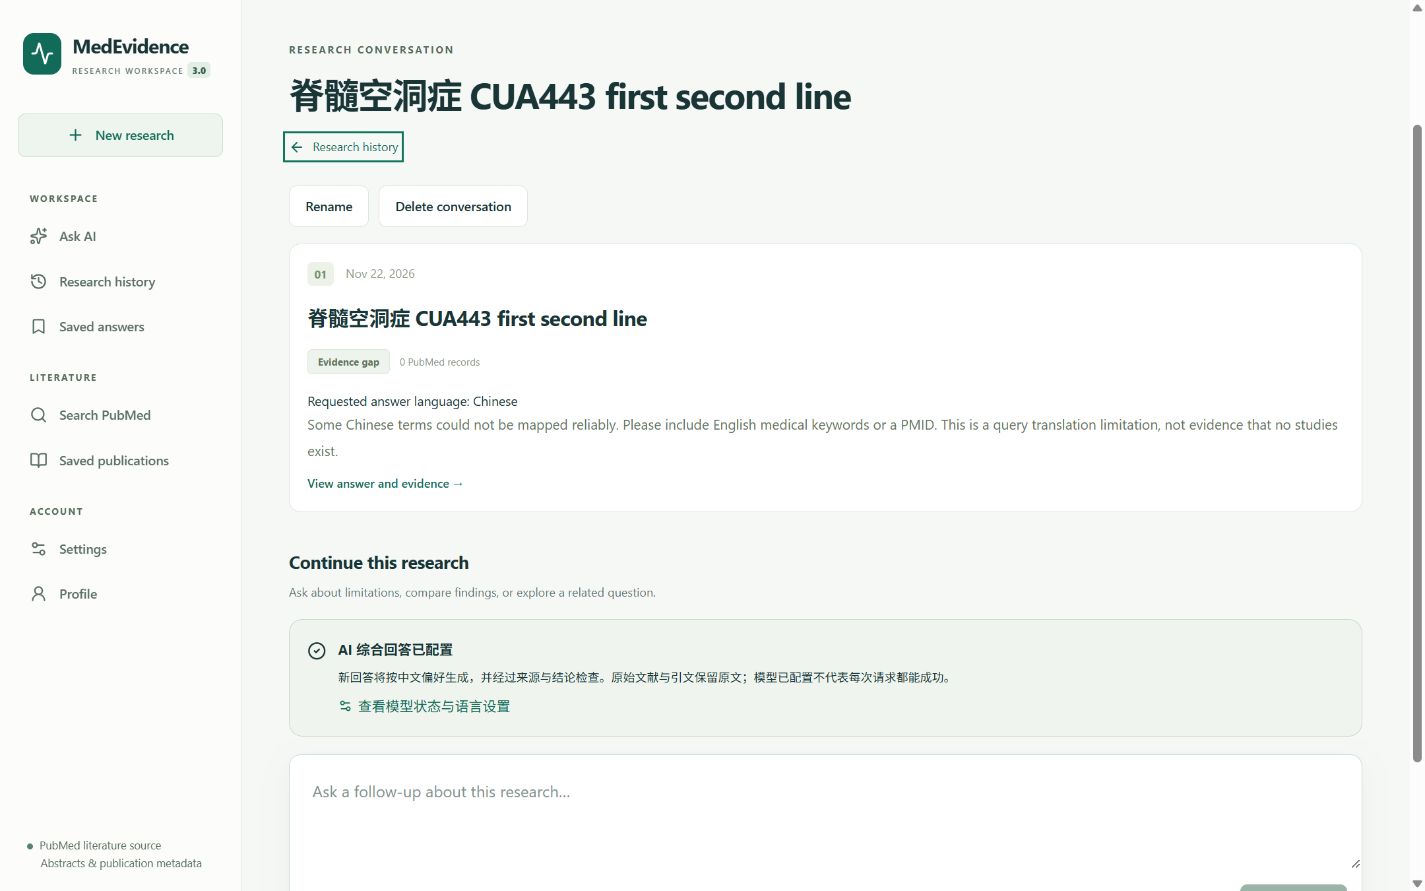 MedEvidence
RESEARCH WORKSPACE 3.0
New research
WORKSPACE
Ask AI
Research history
Saved answers
LITERATURE
Search PubMed
Saved publications
ACCOUNT
Settings
Profile
PubMed literature source
Abstracts & publication metadata
RESEARCH CONVERSATION
脊髓空洞症 CUA443 first second line
← Research history
Rename
Delete conversation
01 Nov 22, 2026
脊髓空洞症 CUA443 first second line
Evidence gap 0 PubMed records
Requested answer language: Chinese
Some Chinese terms could not be mapped reliably. Please include English medical keywords or a PMID. This is a query translation limitation, not evidence that no studies
exist.
View answer and evidence →
Continue this research
Ask about limitations, compare findings, or explore a related question.
AI 综合回答已配置
新回答将按中文偏好生成，并经过来源与结论检查。原始文献与引文保留原文；模型已配置不代表每次请求都能成功。
查看模型状态与语言设置
Ask a follow-up about this research...